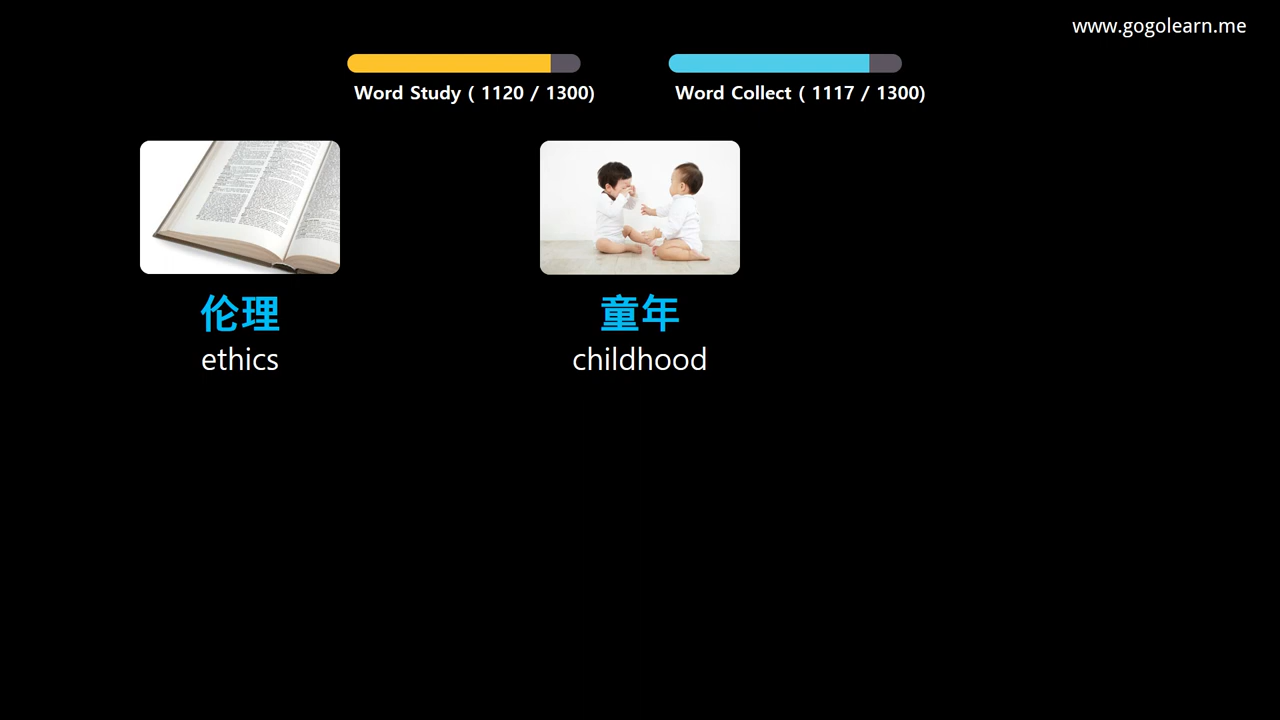 www.gogolearn.me
Word Study ( 1120 / 1300)
Word Collect ( 1117 / 1300)
伦理
ethics
童年
childhood